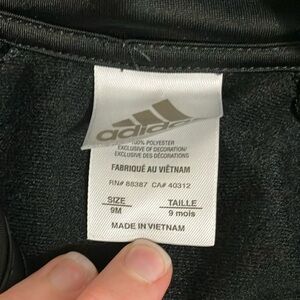 adidas
100% POLYESTER
EXCLUSIVE OF DECORATION/
EXCLUSIVE DES DÉCORATIONS
FABRIQUÉ AU VIÊTNAM
RN# 88387 CA# 40312
SIZE TAILLE
9M 9 mois
MADE IN VIETNAM